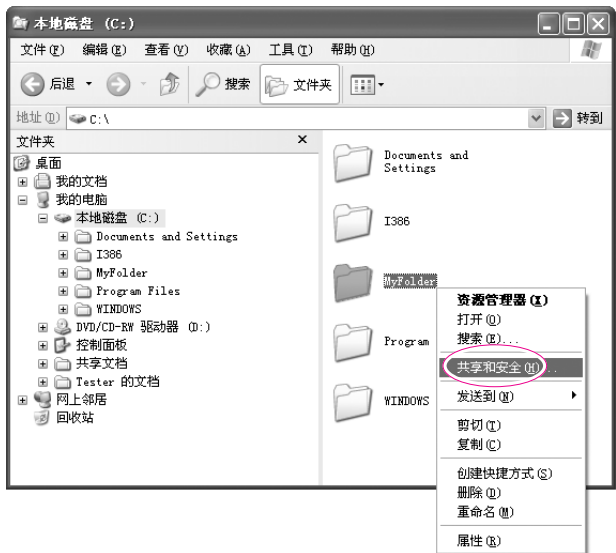 本地磁盘 (C:)
文件(F) 编辑(E) 查看(V) 收藏(A) 工具(T) 帮助(H)
后退 搜索 文件夹
地址(D) C:\ 转到
文件夹 ×
桌面
我的文档
我的电脑
本地磁盘 (C:)
Documents and Settings
I386
MyFolder
Program Files
WINDOWS
DVD/CD-RW 驱动器 (D:)
控制面板
共享文档
Tester 的文档
网上邻居
回收站
Documents and
Settings
I386
MyFolder
Program
WINDOWS
资源管理器(X)
打开(O)
搜索(E)...
共享和安全(H)...
发送到(N)
剪切(T)
复制(C)
创建快捷方式(S)
删除(D)
重命名(M)
属性(R)